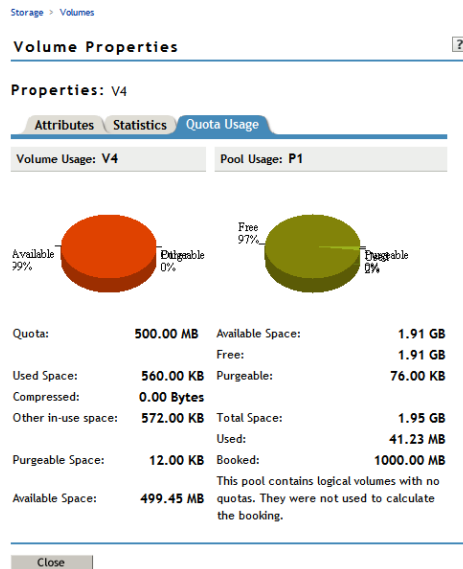 Storage > Volumes
Volume Properties
?
Properties: V4
Attributes Statistics Quota Usage
Volume Usage: V4
Pool Usage: P1
Available
99%
Purgeable
0%
Free
97%
Purgeable
0%
Quota: 500.00 MB
Available Space: 1.91 GB
Free: 1.91 GB
Used Space: 560.00 KB
Purgeable: 76.00 KB
Compressed: 0.00 Bytes
Other in-use space: 572.00 KB
Total Space: 1.95 GB
Used: 41.23 MB
Purgeable Space: 12.00 KB
Booked: 1000.00 MB
Available Space: 499.45 MB
This pool contains logical volumes with no
quotas. They were not used to calculate
the booking.
Close